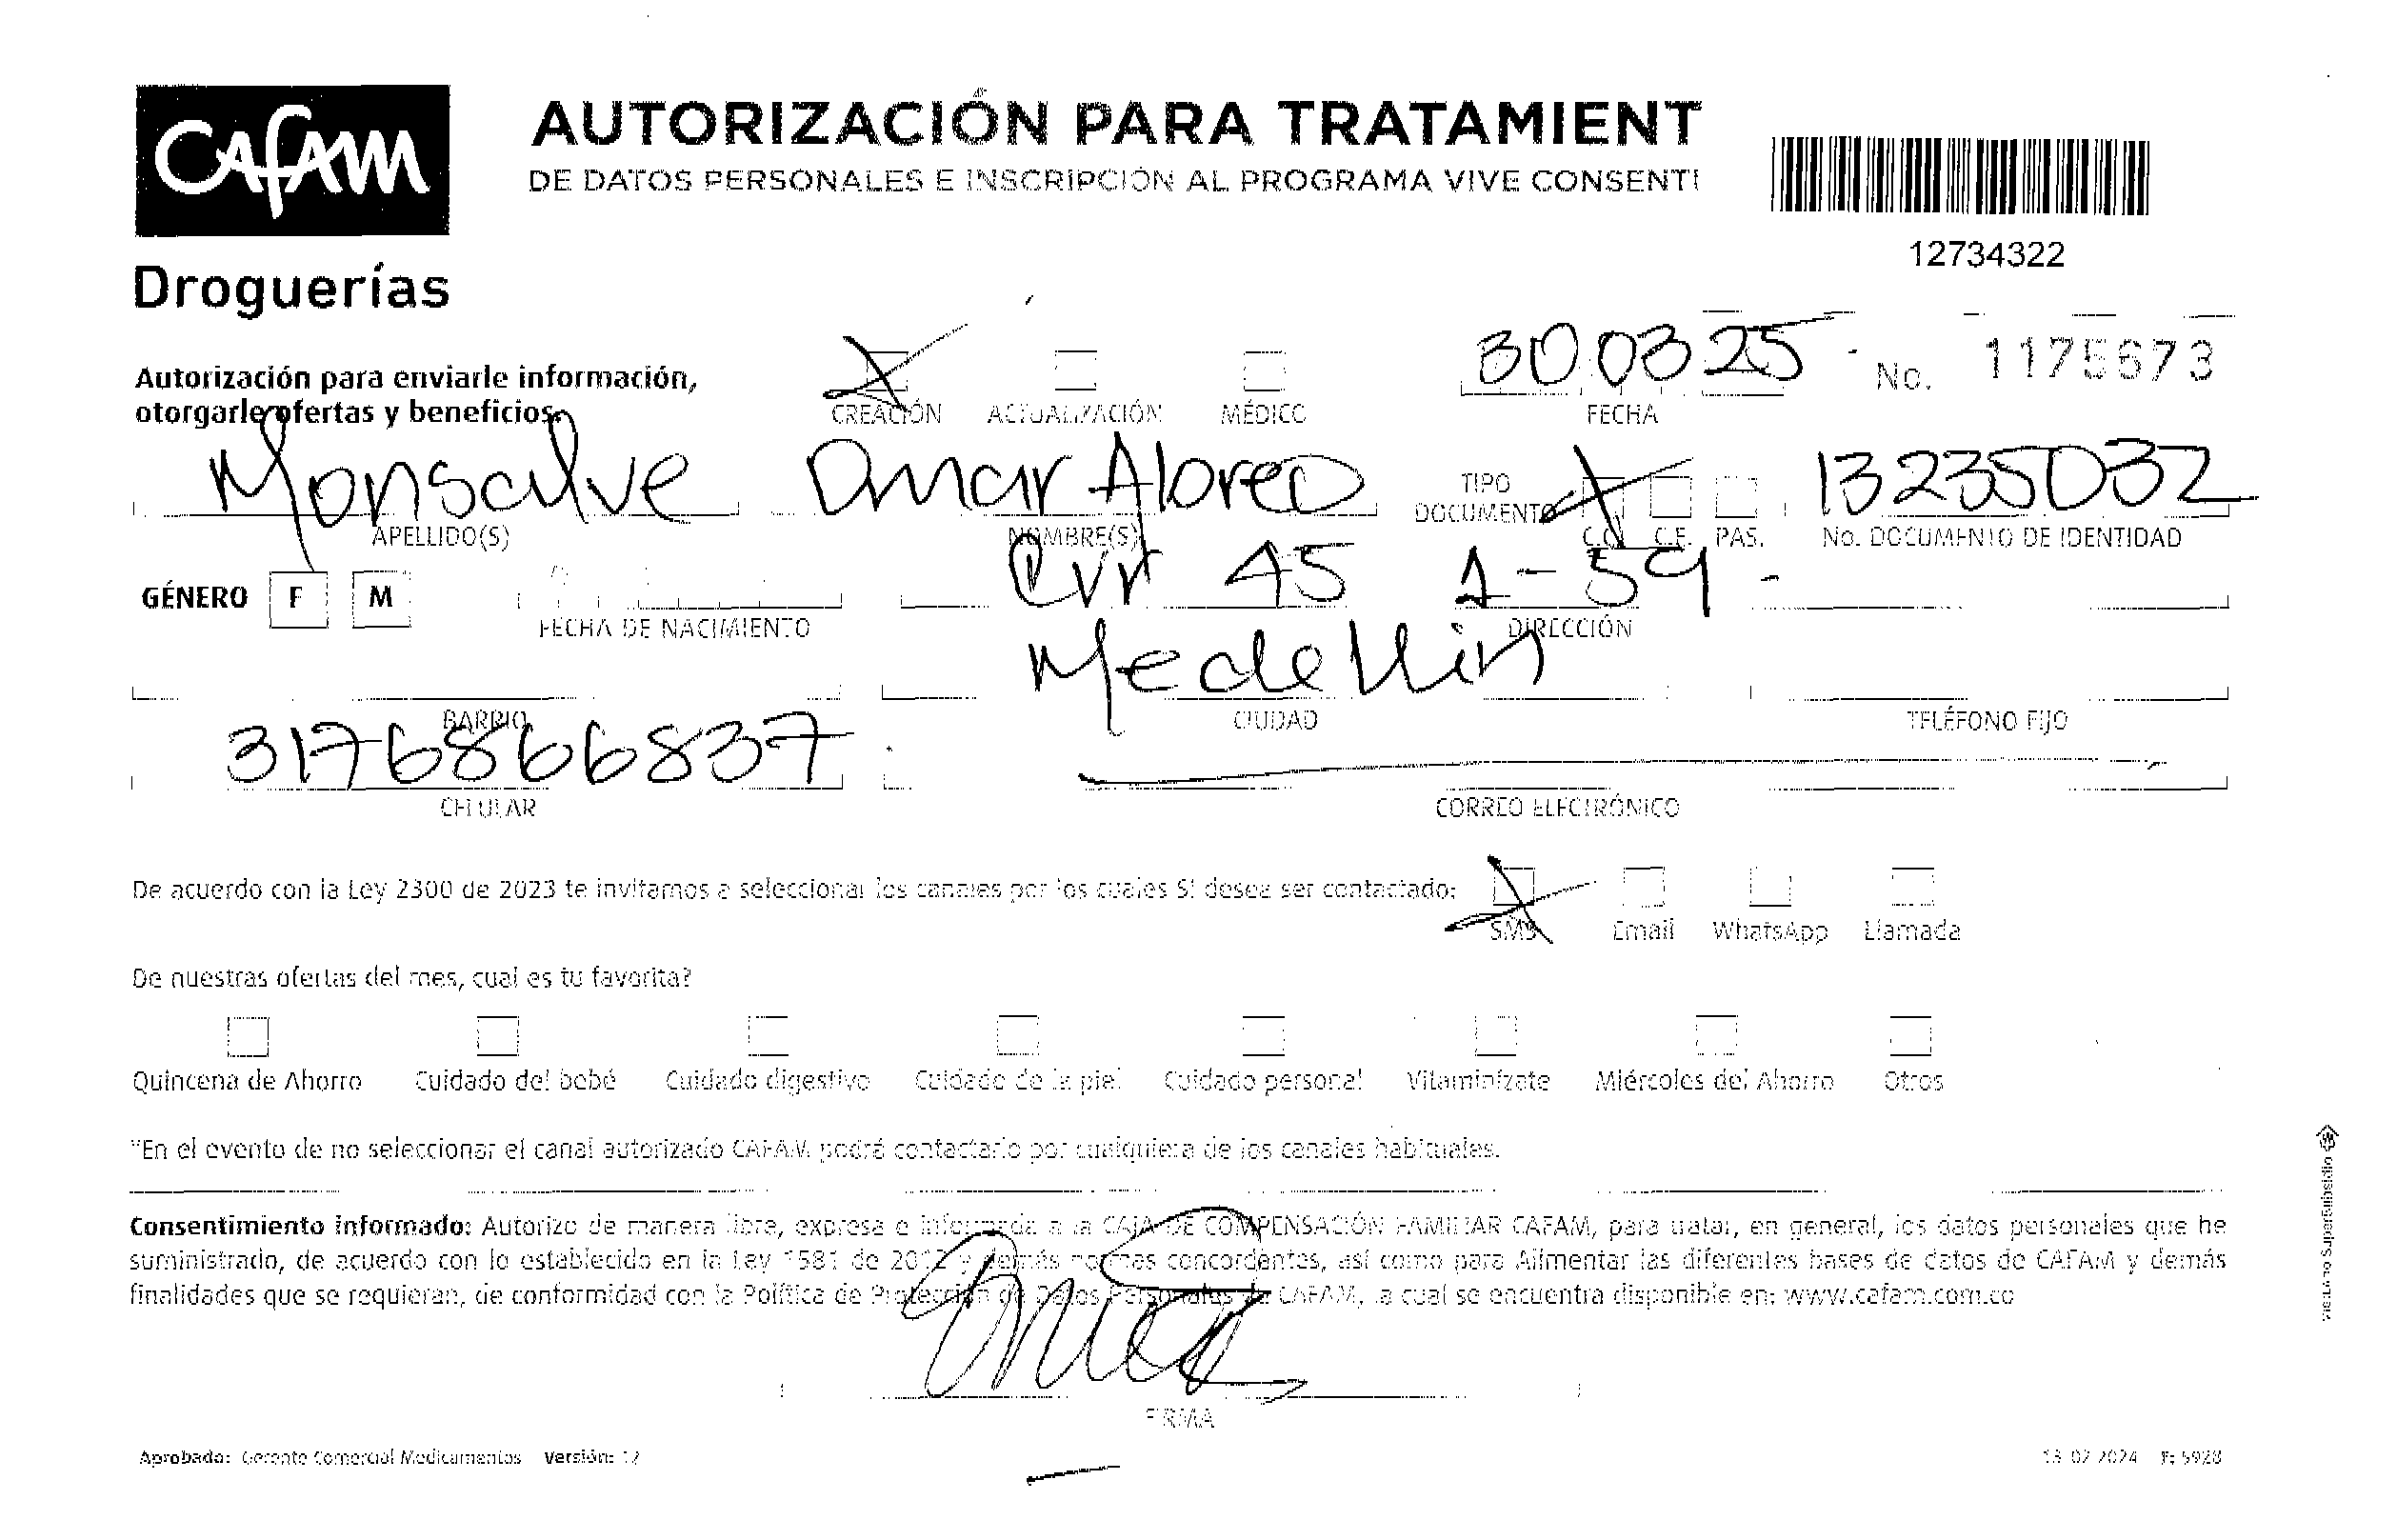 CAFAM
AUTORIZACIÓN PARA TRATAMIENT
DE DATOS PERSONALES E INSCRIPCIÓN AL PROGRAMA VIVE CONSENTI
12734322
Droguerías
Autorización para enviarle información,
otorgarle ofertas y beneficios.
CREACIÓN ACTUALIZACIÓN MÉDICO
300325
FECHA
No. 1175673
Monsalve Omar Aloreo
TIPO DOCUMENTO
13235032
APELLIDO(S) NOMBRE(S) C.C. C.E. PAS. No. DOCUMENTO DE IDENTIDAD
Crr 45 1-59
GÉNERO F M
FECHA DE NACIMIENTO DIRECCIÓN
Medellin
BARRIO CIUDAD TELÉFONO FIJO
3176866837
CELULAR CORREO ELECTRÓNICO
De acuerdo con la Ley 2300 de 2023 te invitamos a seleccionar los canales por los cuales SI desea ser contactado:
SMS Email WhatsApp Llamada
De nuestras ofertas del mes, cual es tu favorita?
Quincena de Ahorro Cuidado del bebé Cuidado digestivo Cuidado de la piel Cuidado personal Vitaminízate Miércoles del Ahorro Otros
"En el evento de no seleccionar el canal autorizado CAFAM podrá contactarlo por cualquiera de los canales habituales.
Consentimiento informado: Autorizo de manera libre, expresa e informada a la CAJA DE COMPENSACIÓN FAMILIAR CAFAM, para tratar, en general, los datos personales que he
suministrado, de acuerdo con lo establecido en la Ley 1581 de 2012 y demás normas concordantes, así como para Alimentar las diferentes bases de datos de CAFAM y demás
finalidades que se requieran, de conformidad con la Política de Protección de Datos Personales de CAFAM, la cual se encuentra disponible en: www.cafam.com.co
FIRMA
Aprobado: Gerente Comercial Medicamentos Versión: 12
13 02 2024 F: 5928
VIGILADO SuperSubsidio